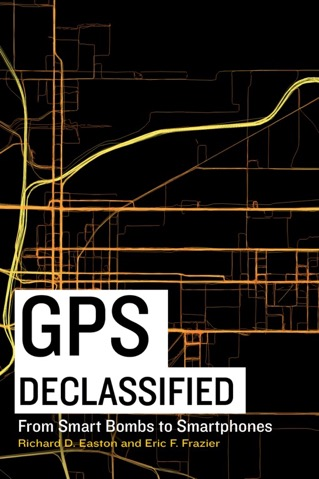 GPS
DECLASSIFIED
From Smart Bombs to Smartphones
Richard D. Easton and Eric F. Frazier